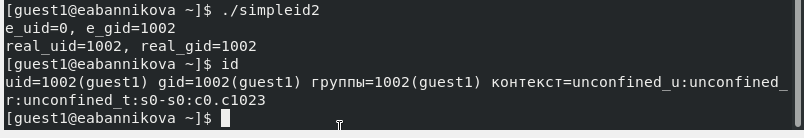 [guest1@eabannikova ~]$ ./simpleid2
e_uid=0, e_gid=1002
real_uid=1002, real_gid=1002
[guest1@eabannikova ~]$ id
uid=1002(guest1) gid=1002(guest1) группы=1002(guest1) контекст=unconfined_u:unconfined_
r:unconfined_t:s0-s0:c0.c1023
[guest1@eabannikova ~]$